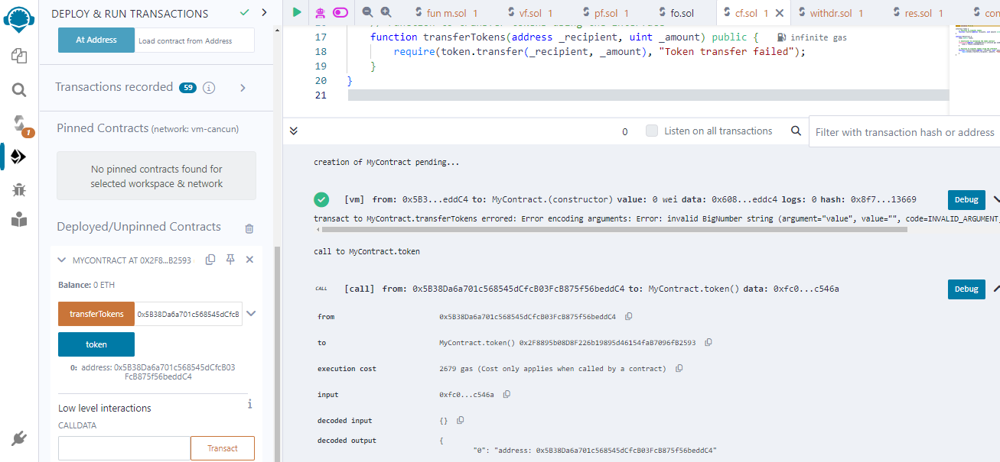 DEPLOY & RUN TRANSACTIONS
At Address
Load contract from Address
Transactions recorded 59 i
Pinned Contracts (network: vm-cancun)
No pinned contracts found for
selected workspace & network
Deployed/Unpinned Contracts
MYCONTRACT AT 0X2F8...B2593
Balance: 0 ETH
transferTokens 0x5B38Da6a701c568545dCfcB
token
0: address: 0x5B38Da6a701c568545dCfcB03
FcB875f56beddC4
Low level interactions i
CALLDATA
Transact
1
fun m.sol 1
vf.sol 1
pf.sol 1
fo.sol
cf.sol 1
withdr.sol 1
res.sol 1
con
17 function transferTokens(address _recipient, uint _amount) public { infinite gas
18 require(token.transfer(_recipient, _amount), "Token transfer failed");
19 }
20 }
21
0 Listen on all transactions Filter with transaction hash or address
creation of MyContract pending...
[vm] from: 0x5B3...eddC4 to: MyContract.(constructor) value: 0 wei data: 0x608...eddc4 logs: 0 hash: 0x8f7...13669 Debug
transact to MyContract.transferTokens errored: Error encoding arguments: Error: invalid BigNumber string (argument="value", value="", code=INVALID_ARGUMENT,
call to MyContract.token
CALL [call] from: 0x5B38Da6a701c568545dCfcB03FcB875f56beddC4 to: MyContract.token() data: 0xfc0...c546a Debug
from 0x5B38Da6a701c568545dCfcB03FcB875f56beddC4
to MyContract.token() 0x2F8895b08D8F226b19895d46154faB7096fB2593
execution cost 2679 gas (Cost only applies when called by a contract)
input 0xfc0...c546a
decoded input {}
decoded output {
"0": "address: 0x5B38Da6a701c568545dCfcB03FcB875f56beddC4"